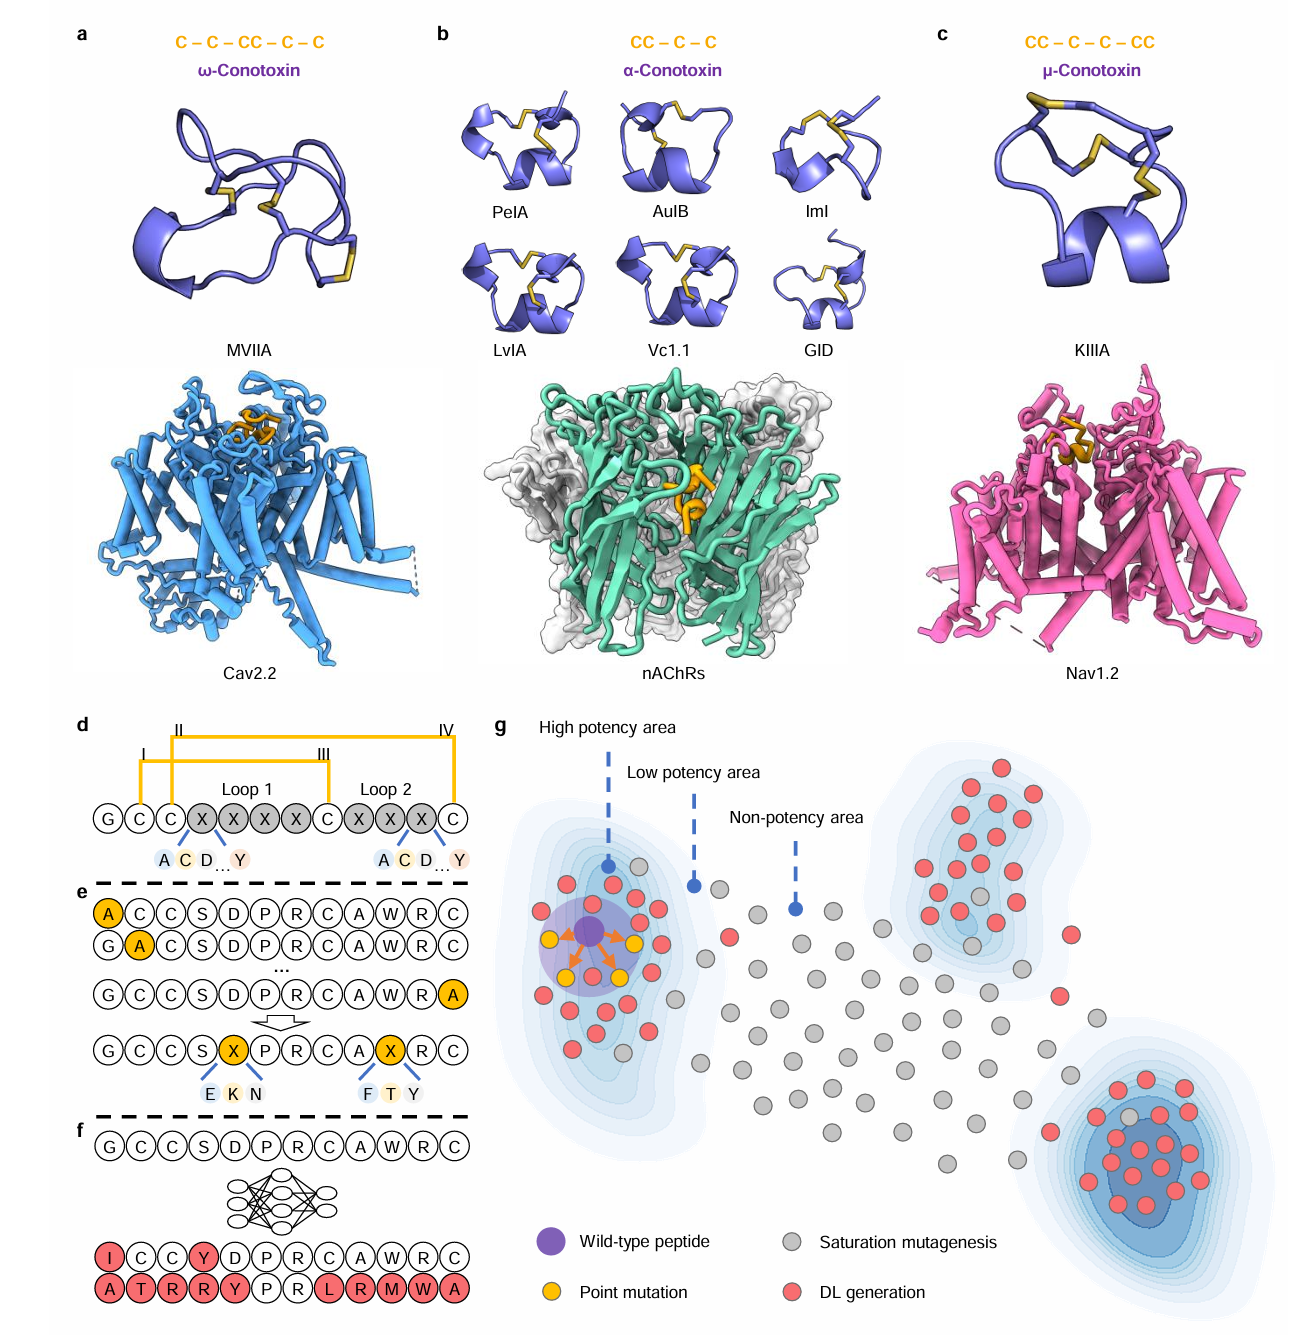 a
C – C – CC – C – C
ω-Conotoxin
MVIIA
Cav2.2
b
CC – C – C
α-Conotoxin
PeIA AuIB ImI
LvIA Vc1.1 GID
nAChRs
c
CC – C – C – CC
μ-Conotoxin
KIIIA
Nav1.2
d
II IV
I III
Loop 1 Loop 2
G C C X X X X C X X X C
A C D ... Y A C D ... Y
e
A C C S D P R C A W R C
G A C S D P R C A W R C
...
G C C S D P R C A W R A
G C C S X P R C A X R C
E K N F T Y
f
G C C S D P R C A W R C
I C C Y D P R C A W R C
A T R R Y P R L R M W A
g
High potency area
Low potency area
Non-potency area
Wild-type peptide
Saturation mutagenesis
Point mutation
DL generation